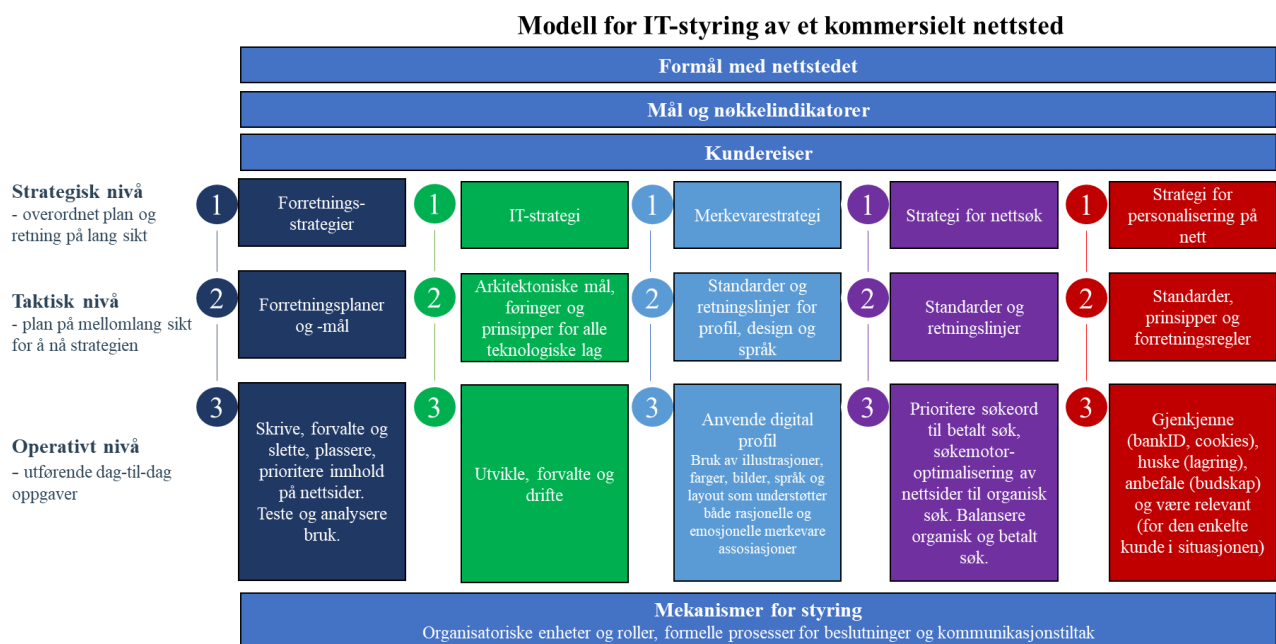 Modell for IT-styring av et kommersielt nettsted
Formål med nettstedet
Mål og nøkkelindikatorer
Kundereiser
Strategisk nivå
- overordnet plan og
retning på lang sikt
1
Forretnings-
strategier
1
IT-strategi
1
Merkevarestrategi
1
Strategi for nettsøk
1
Strategi for
personalisering på
nett
Taktisk nivå
- plan på mellomlang sikt
for å nå strategien
2
Forretningsplaner
og -mål
2
Arkitektoniske mål,
føringer og
prinsipper for alle
teknologiske lag
2
Standarder og
retningslinjer for
profil, design og
språk
2
Standarder og
retningslinjer
2
Standarder,
prinsipper og
forretningsregler
Operativt nivå
- utførende dag-til-dag
oppgaver
3
Skrive, forvalte og
slette, plassere,
prioritere innhold
på nettsider.
Teste og analysere
bruk.
3
Utvikle, forvalte og
drifte
3
Anvende digital
profil
Bruk av illustrasjoner,
farger, bilder, språk og
layout som understøtter
både rasjonelle og
emosjonelle merkevare
assosiasjoner
3
Prioritere søkeord
til betalt søk,
søkemotor-
optimalisering av
nettsider til organisk
søk. Balansere
organisk og betalt
søk.
3
Gjenkjenne
(bankID, cookies),
huske (lagring),
anbefale (budskap)
og være relevant
(for den enkelte
kunde i situasjonen)
Mekanismer for styring
Organisatoriske enheter og roller, formelle prosesser for beslutninger og kommunikasjonstiltak